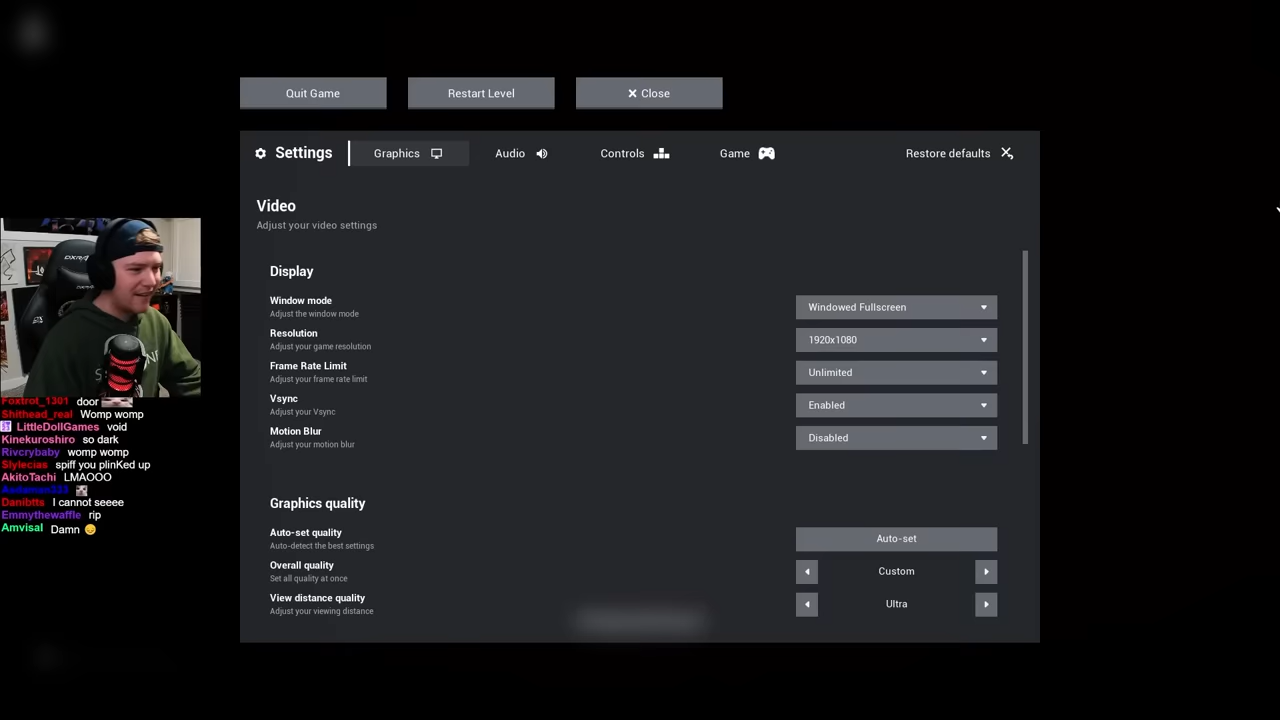 Quit Game
Restart Level
Close
Settings
Graphics
Audio
Controls
Game
Restore defaults
Video
Adjust your video settings
Display
Window mode
Adjust the window mode
Windowed Fullscreen
Resolution
Adjust your game resolution
1920x1080
Frame Rate Limit
Adjust your frame rate limit
Unlimited
Vsync
Adjust your Vsync
Enabled
Motion Blur
Adjust your motion blur
Disabled
Graphics quality
Auto-set quality
Auto-detect the best settings
Auto-set
Overall quality
Set all quality at once
Custom
View distance quality
Adjust your viewing distance
Ultra
Foxtrot_1301 door
Shithead_real Womp womp
LittleDollGames void
Kinekuroshiro so dark
Rivcrybaby womp womp
Slylecias spiff you plinKed up
AkitoTachi LMAOOO
Danibtts I cannot seeee
Emmythewaffle rip
Amvisal Damn 😔